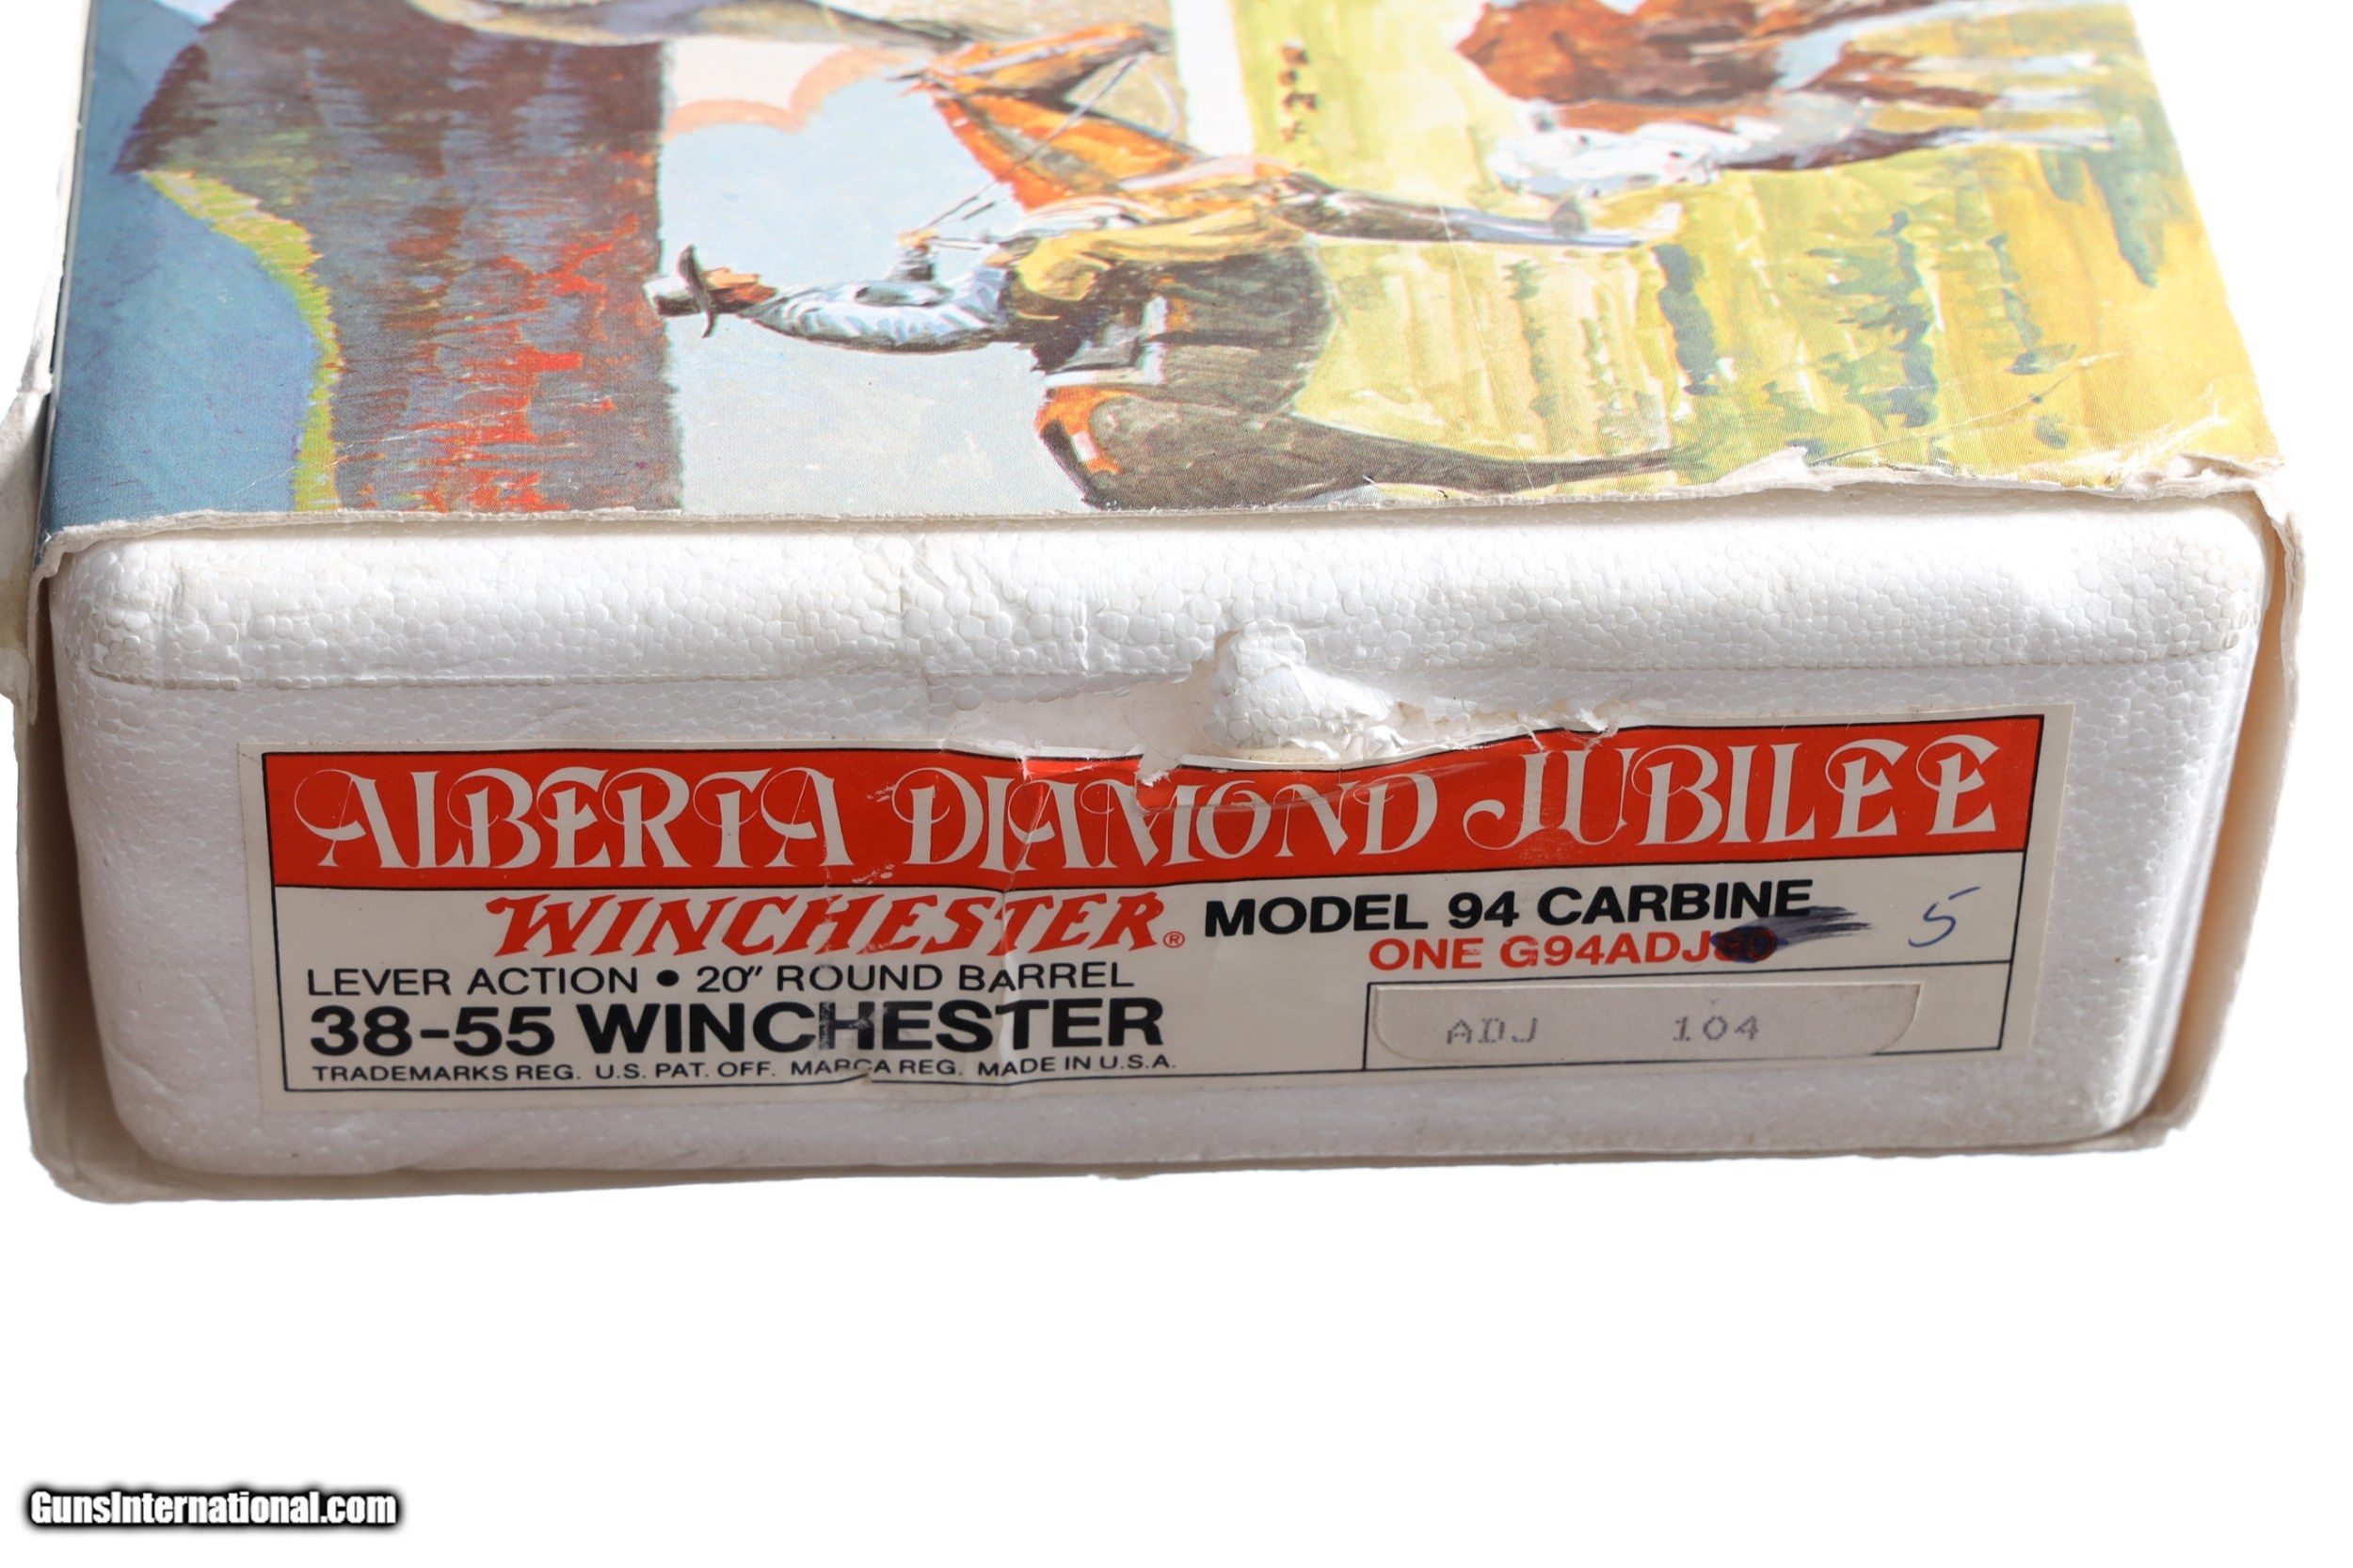 ALBERTA DIAMOND JUBILEE
WINCHESTER® MODEL 94 CARBINE
ONE G94ADJ
5
LEVER ACTION • 20" ROUND BARREL
38-55 WINCHESTER
ADJ 104
TRADEMARKS REG. U.S. PAT. OFF. MARCA REG. MADE IN U.S.A.
GunsInternational.com